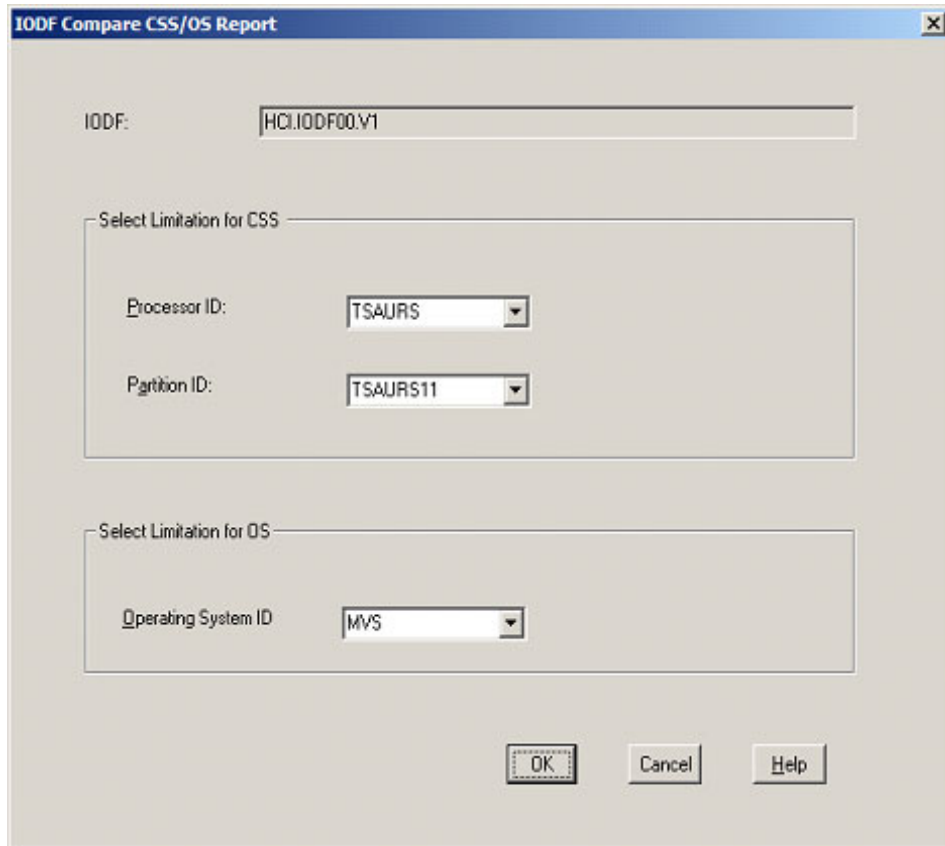 IODF Compare CSS/OS Report
IODF: HCI.IODF00.V1
Select Limitation for CSS
Processor ID: TSAURS
Partition ID: TSAURS11
Select Limitation for OS
Operating System ID MVS
OK Cancel Help